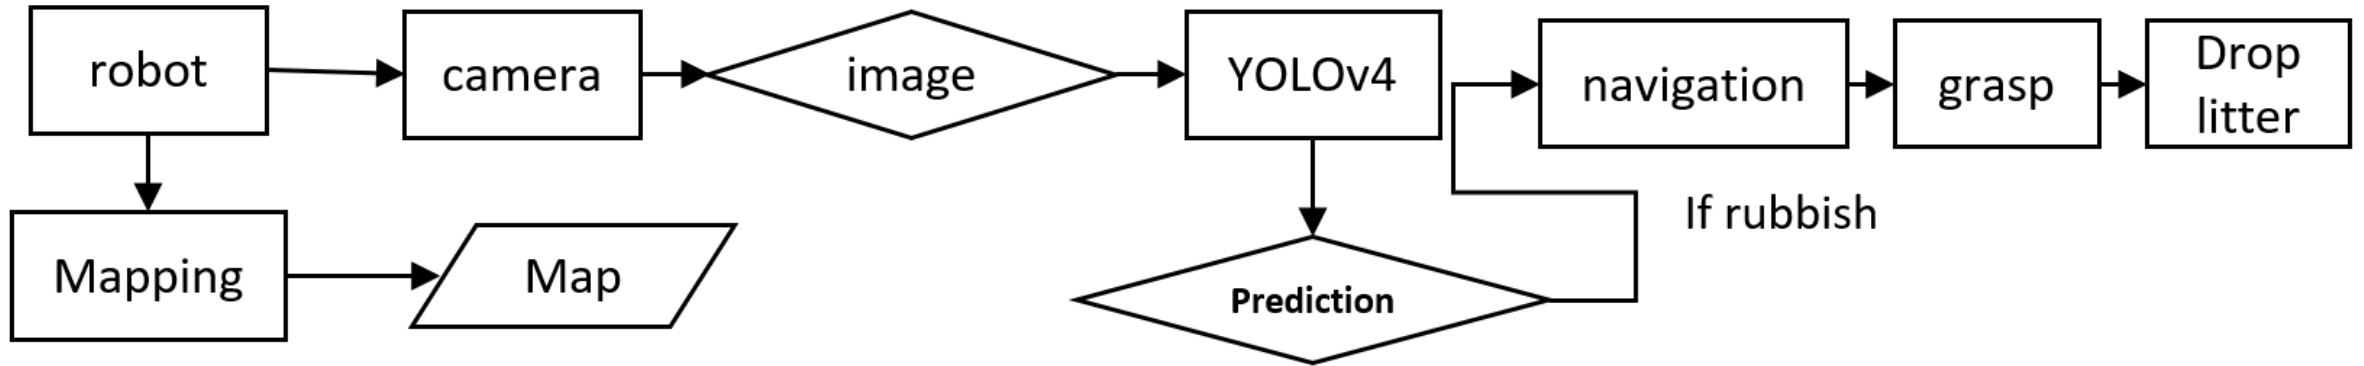 robot
camera
image
YOLOv4
navigation
grasp
Drop
litter
If rubbish
Mapping
Map
Prediction